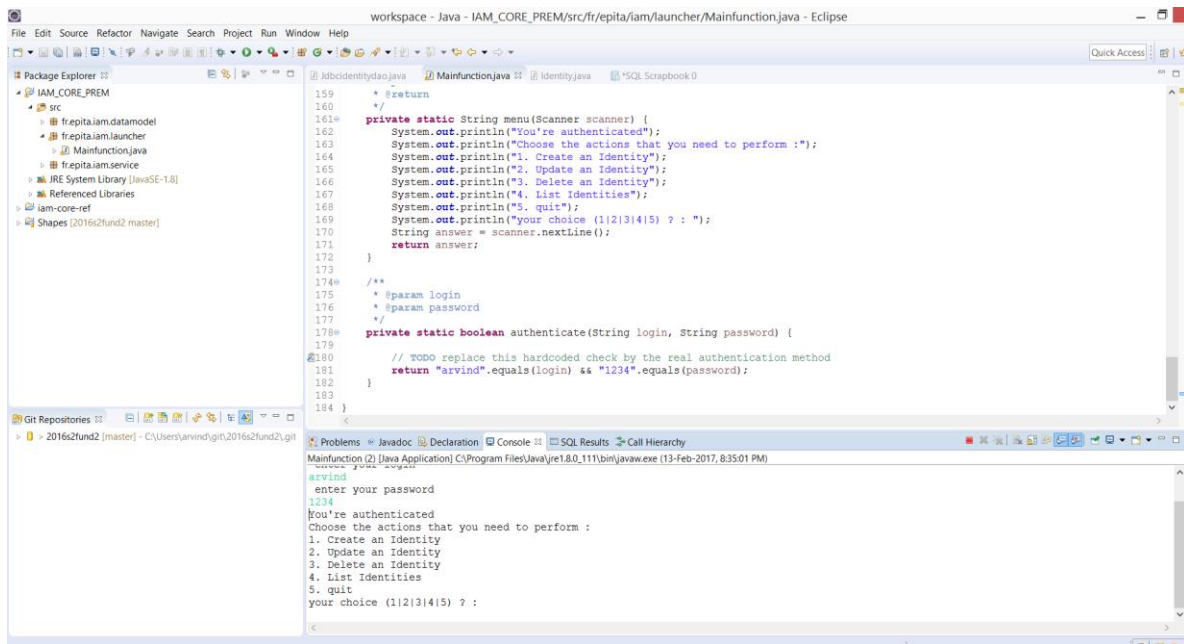 workspace - Java - IAM_CORE_PREM/src/fr/epita/iam/launcher/Mainfunction.java - Eclipse
File Edit Source Refactor Navigate Search Project Run Window Help
Quick Access
Package Explorer
IAM_CORE_PREM
src
fr.epita.iam.datamodel
fr.epita.iam.launcher
Mainfunction.java
fr.epita.iam.service
JRE System Library [JavaSE-1.8]
Referenced Libraries
iam-core-ref
Shapes [2016s2fund2 master]
Git Repositories
> 2016s2fund2 [master] - C:\Users\arvind\git\2016s2fund2\.git
Jdbcidentitydao.java Mainfunction.java Identity.java *SQL Scrapbook 0
159 * @return
160 */
161 private static String menu(Scanner scanner) {
162 System.out.println("You're authenticated");
163 System.out.println("Choose the actions that you need to perform :");
164 System.out.println("1. Create an Identity");
165 System.out.println("2. Update an Identity");
166 System.out.println("3. Delete an Identity");
167 System.out.println("4. List Identities");
168 System.out.println("5. quit");
169 System.out.println("your choice (1|2|3|4|5) ? : ");
170 String answer = scanner.nextLine();
171 return answer;
172 }
173
174 /**
175 * @param login
176 * @param password
177 */
178 private static boolean authenticate(String login, String password) {
179
180 // TODO replace this hardcoded check by the real authentication method
181 return "arvind".equals(login) && "1234".equals(password);
182 }
183
184 }
Problems Javadoc Declaration Console SQL Results Call Hierarchy
Mainfunction (2) [Java Application] C:\Program Files\Java\jre1.8.0_111\bin\javaw.exe (13-Feb-2017, 8:35:01 PM)
enter your login
arvind
enter your password
1234
You're authenticated
Choose the actions that you need to perform :
1. Create an Identity
2. Update an Identity
3. Delete an Identity
4. List Identities
5. quit
your choice (1|2|3|4|5) ? :